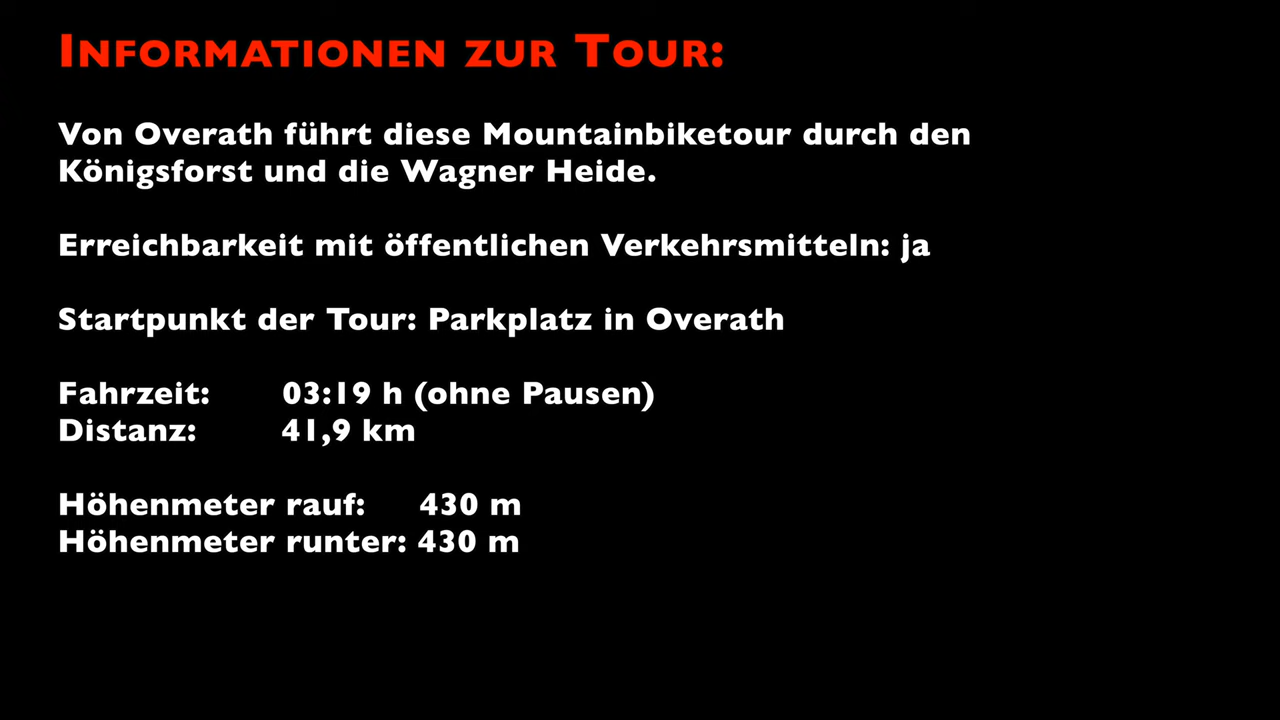 Informationen zur Tour:
Von Overath führt diese Mountainbiketour durch den
Königsforst und die Wagner Heide.
Erreichbarkeit mit öffentlichen Verkehrsmitteln: ja
Startpunkt der Tour: Parkplatz in Overath
Fahrzeit: 03:19 h (ohne Pausen)
Distanz: 41,9 km
Höhenmeter rauf: 430 m
Höhenmeter runter: 430 m